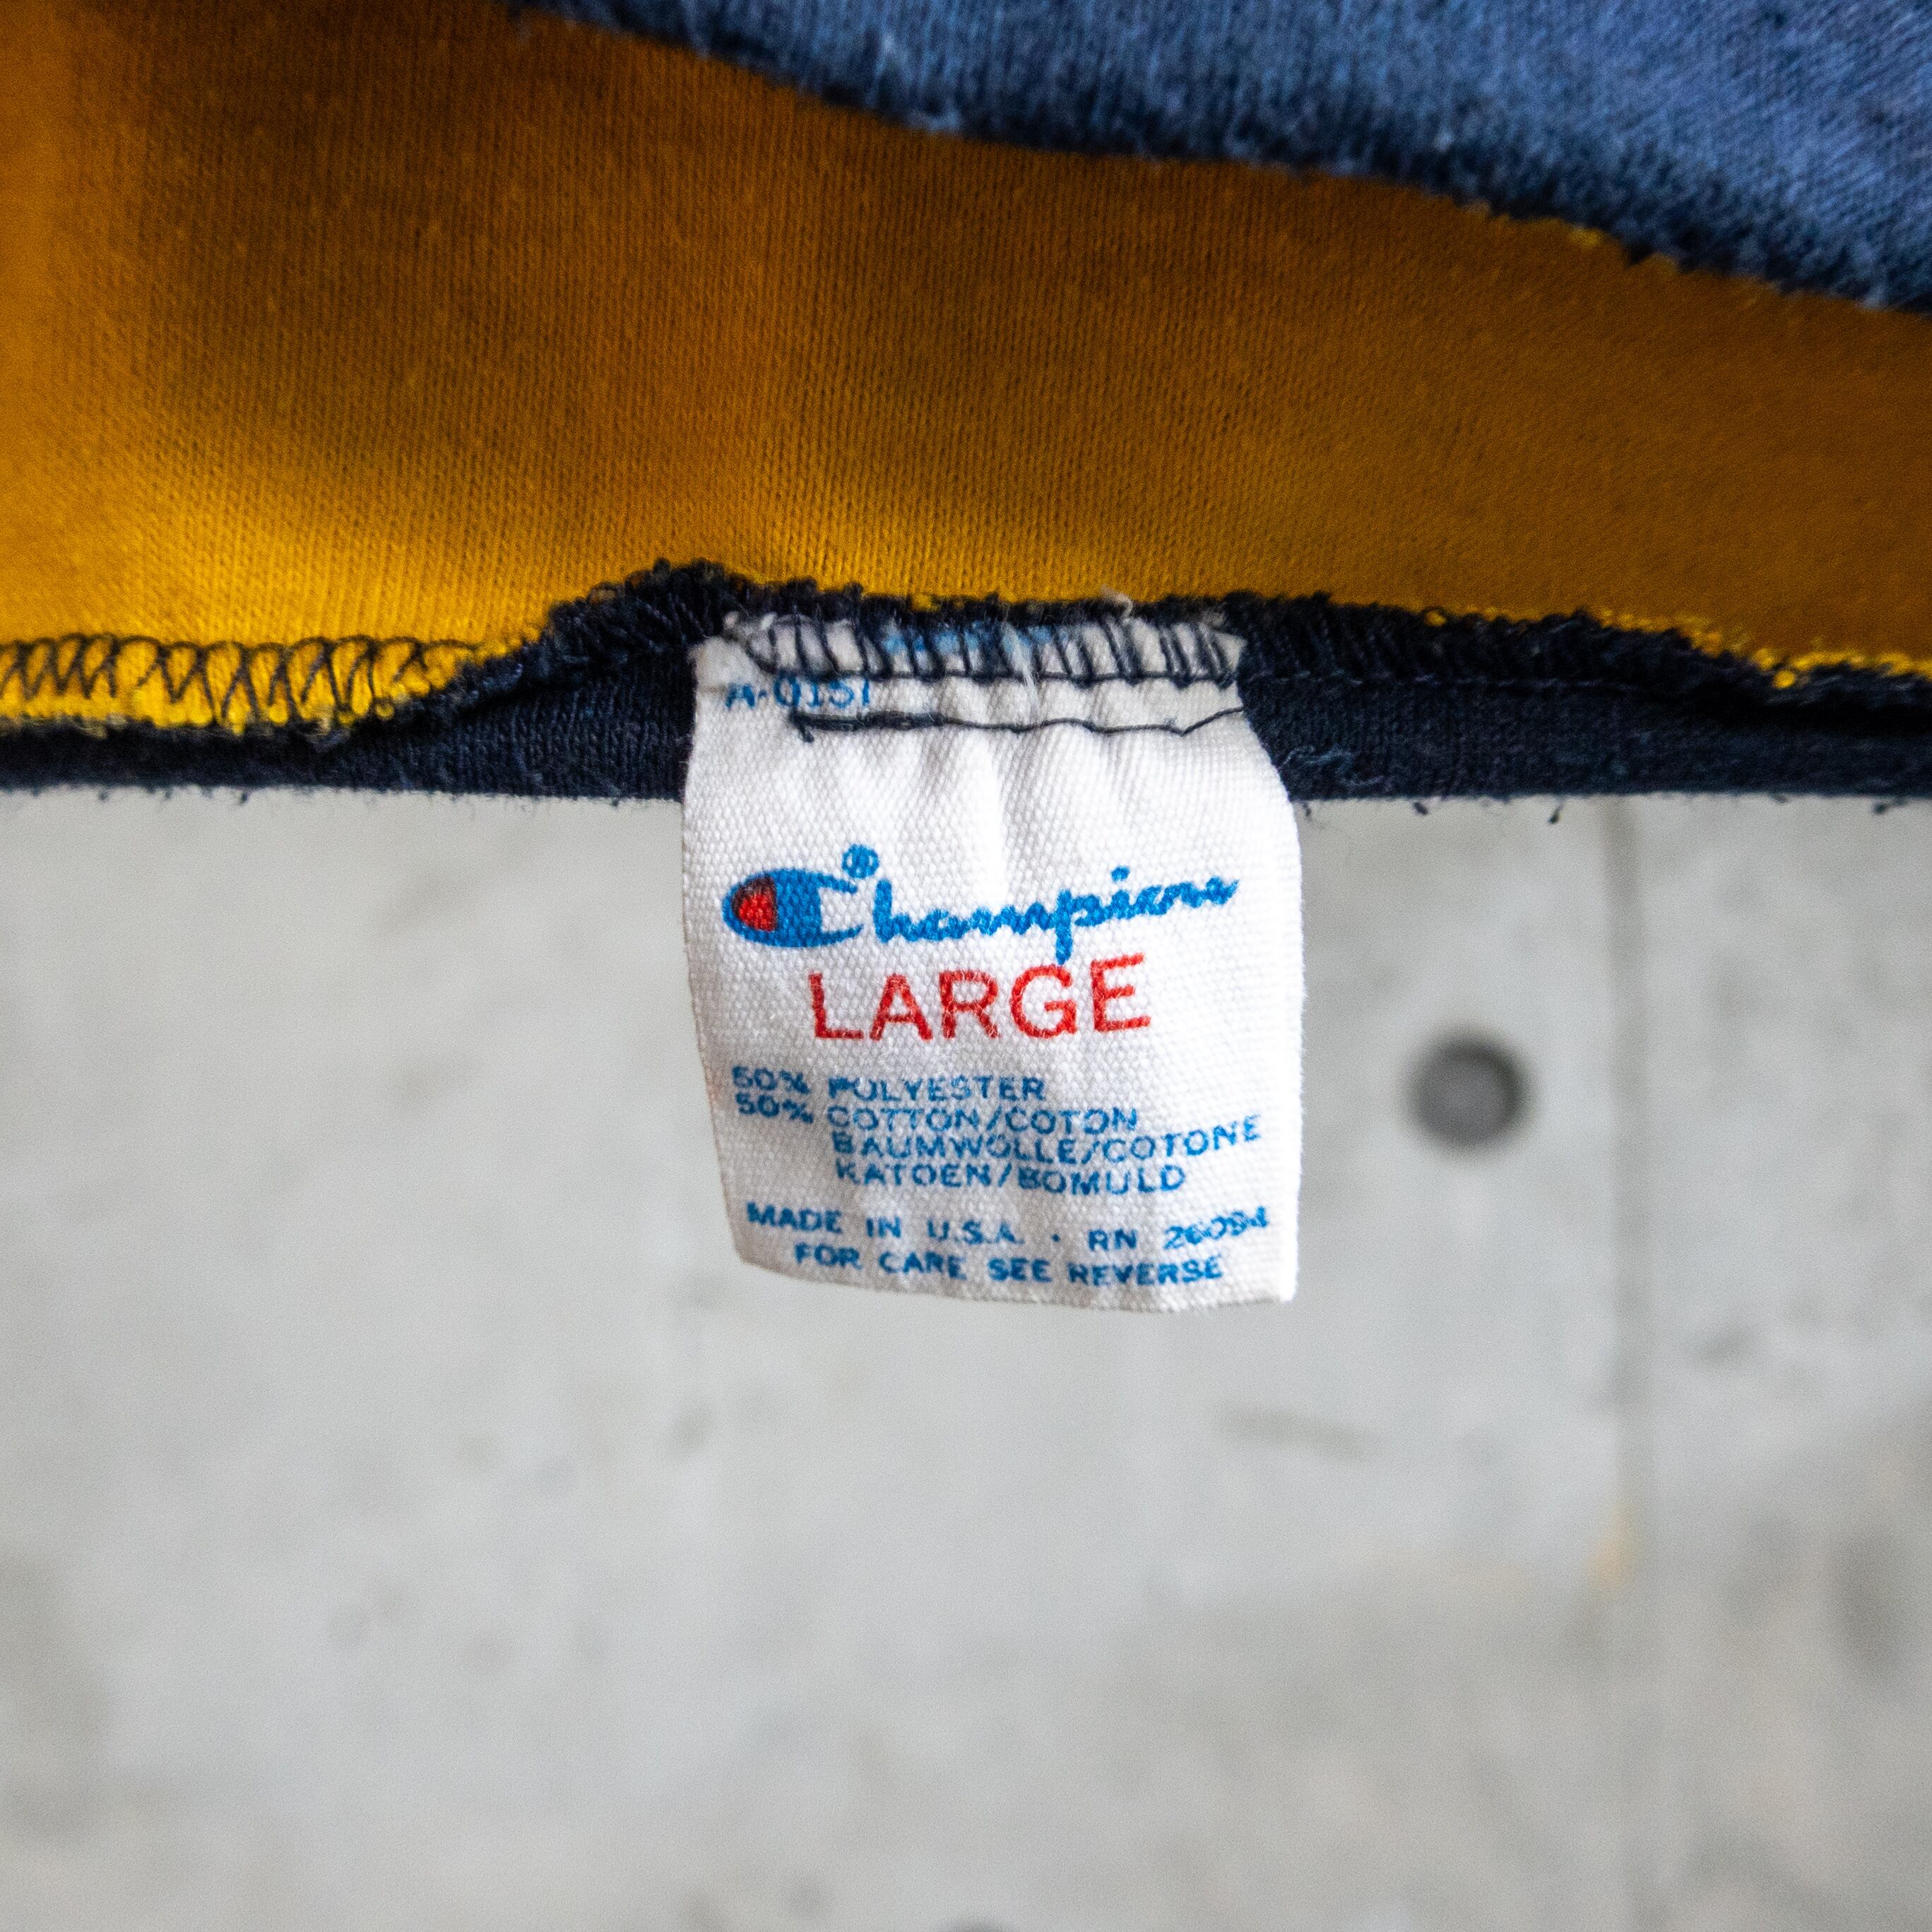 A-0157
Champion®
LARGE
50% POLYESTER
50% COTTON/COTON
BAUMWOLLE/COTONE
KATOEN/BOMULD
MADE IN U.S.A. · RN 26094
FOR CARE SEE REVERSE